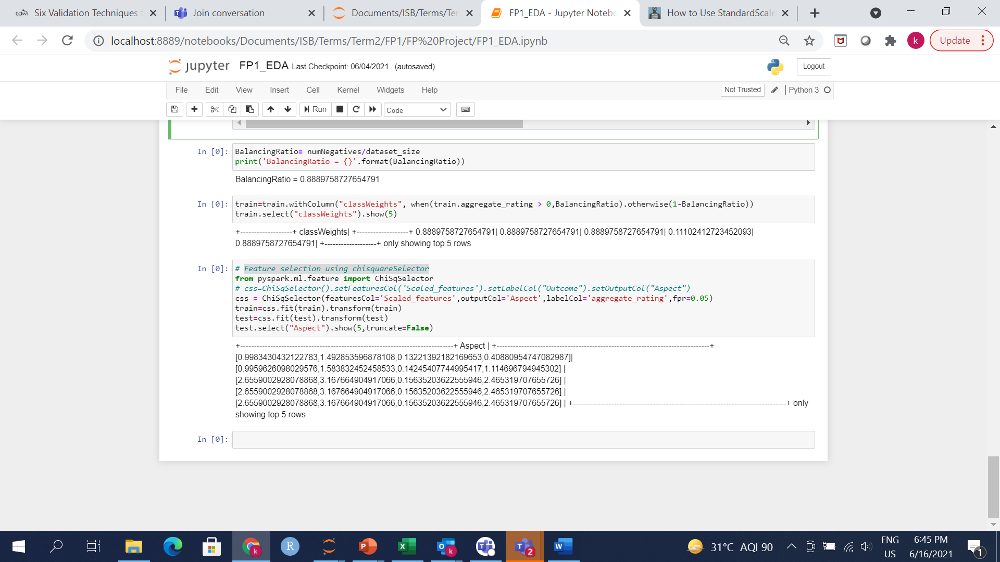 tdwi Six Validation Techniques t
Join conversation
Documents/ISB/Terms/Ter
FP1_EDA - Jupyter Notebo
How to Use StandardScale
localhost:8889/notebooks/Documents/ISB/Terms/Term2/FP1/FP%20Project/FP1_EDA.ipynb
k
Update
jupyter FP1_EDA Last Checkpoint: 06/04/2021 (autosaved)
Logout
File Edit View Insert Cell Kernel Widgets Help
Not Trusted
Python 3
Run
Code
In [0]: BalancingRatio= numNegatives/dataset_size
print('BalancingRatio = {}'.format(BalancingRatio))
BalancingRatio = 0.8889758727654791
In [0]: train=train.withColumn("classWeights", when(train.aggregate_rating > 0,BalancingRatio).otherwise(1-BalancingRatio))
train.select("classWeights").show(5)
+-------------------+ classWeights| +-------------------+ 0.8889758727654791| 0.8889758727654791| 0.8889758727654791| 0.11102412723452093|
0.8889758727654791| +-------------------+ only showing top 5 rows
In [0]: # Feature selection using chisquareSelector
from pyspark.ml.feature import ChiSqSelector
# css=ChiSqSelector().setFeaturesCol('Scaled_features').setLabelCol("Outcome").setOutputCol("Aspect")
css = ChiSqSelector(featuresCol='Scaled_features',outputCol='Aspect',labelCol='aggregate_rating',fpr=0.05)
train=css.fit(train).transform(train)
test=css.fit(test).transform(test)
test.select("Aspect").show(5,truncate=False)
+------------------------------------------------------------------------------+ Aspect | +------------------------------------------------------------------------------+
[0.9983430432122783,1.492853596878108,0.13221392182169653,0.40880954747082987]|
[0.9959626098029576,1.583832452458533,0.14245407744995417,1.114696794945302] |
[2.6559002928078868,3.167664904917066,0.15635203622555946,2.465319707655726] |
[2.6559002928078868,3.167664904917066,0.15635203622555946,2.465319707655726] |
[2.6559002928078868,3.167664904917066,0.15635203622555946,2.465319707655726] | +------------------------------------------------------------------------------+ only
showing top 5 rows
In [0]:
31°C AQI 90
ENG
US
6:45 PM
6/16/2021
1